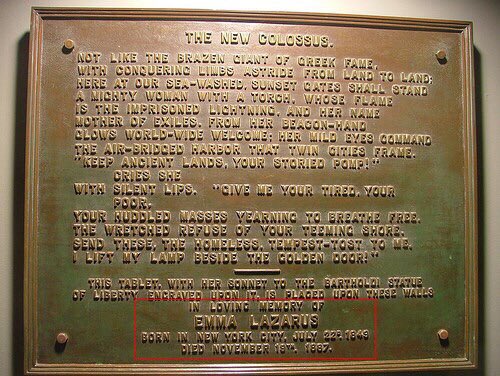 THE NEW COLOSSUS.
NOT LIKE THE BRAZEN GIANT OF GREEK FAME,
WITH CONQUERING LIMBS ASTRIDE FROM LAND TO LAND;
HERE AT OUR SEA-WASHED, SUNSET GATES SHALL STAND
A MIGHTY WOMAN WITH A TORCH, WHOSE FLAME
IS THE IMPRISONED LIGHTNING, AND HER NAME
MOTHER OF EXILES. FROM HER BEACON-HAND
GLOWS WORLD-WIDE WELCOME; HER MILD EYES COMMAND
THE AIR-BRIDGED HARBOR THAT TWIN CITIES FRAME.
"KEEP ANCIENT LANDS, YOUR STORIED POMP!"
CRIES SHE
WITH SILENT LIPS. "GIVE ME YOUR TIRED, YOUR
POOR,
YOUR HUDDLED MASSES YEARNING TO BREATHE FREE,
THE WRETCHED REFUSE OF YOUR TEEMING SHORE,
SEND THESE, THE HOMELESS, TEMPEST-TOST TO ME,
I LIFT MY LAMP BESIDE THE GOLDEN DOOR!"
THIS TABLET, WITH HER SONNET TO THE BARTHOLDI STATUE
OF LIBERTY ENGRAVED UPON IT, IS PLACED UPON THESE WALLS
IN LOVING MEMORY OF
EMMA LAZARUS
BORN IN NEW YORK CITY, JULY 22D, 1849
DIED NOVEMBER 19TH, 1887.